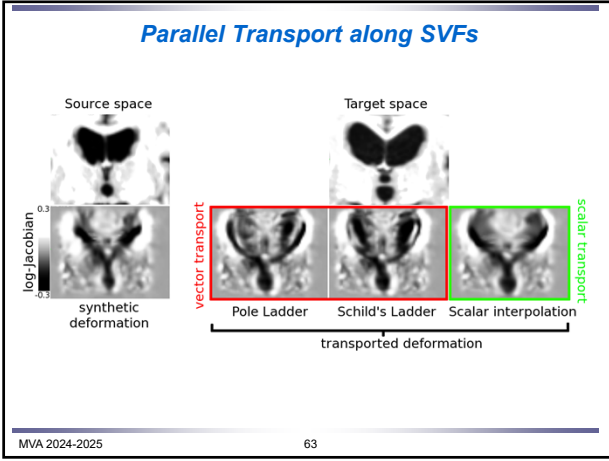 Parallel Transport along SVFs
Source space
Target space
0.3
log-Jacobian
-0.3
vector transport
scalar transport
synthetic
deformation
Pole Ladder
Schild's Ladder
Scalar interpolation
transported deformation
MVA 2024-2025
63